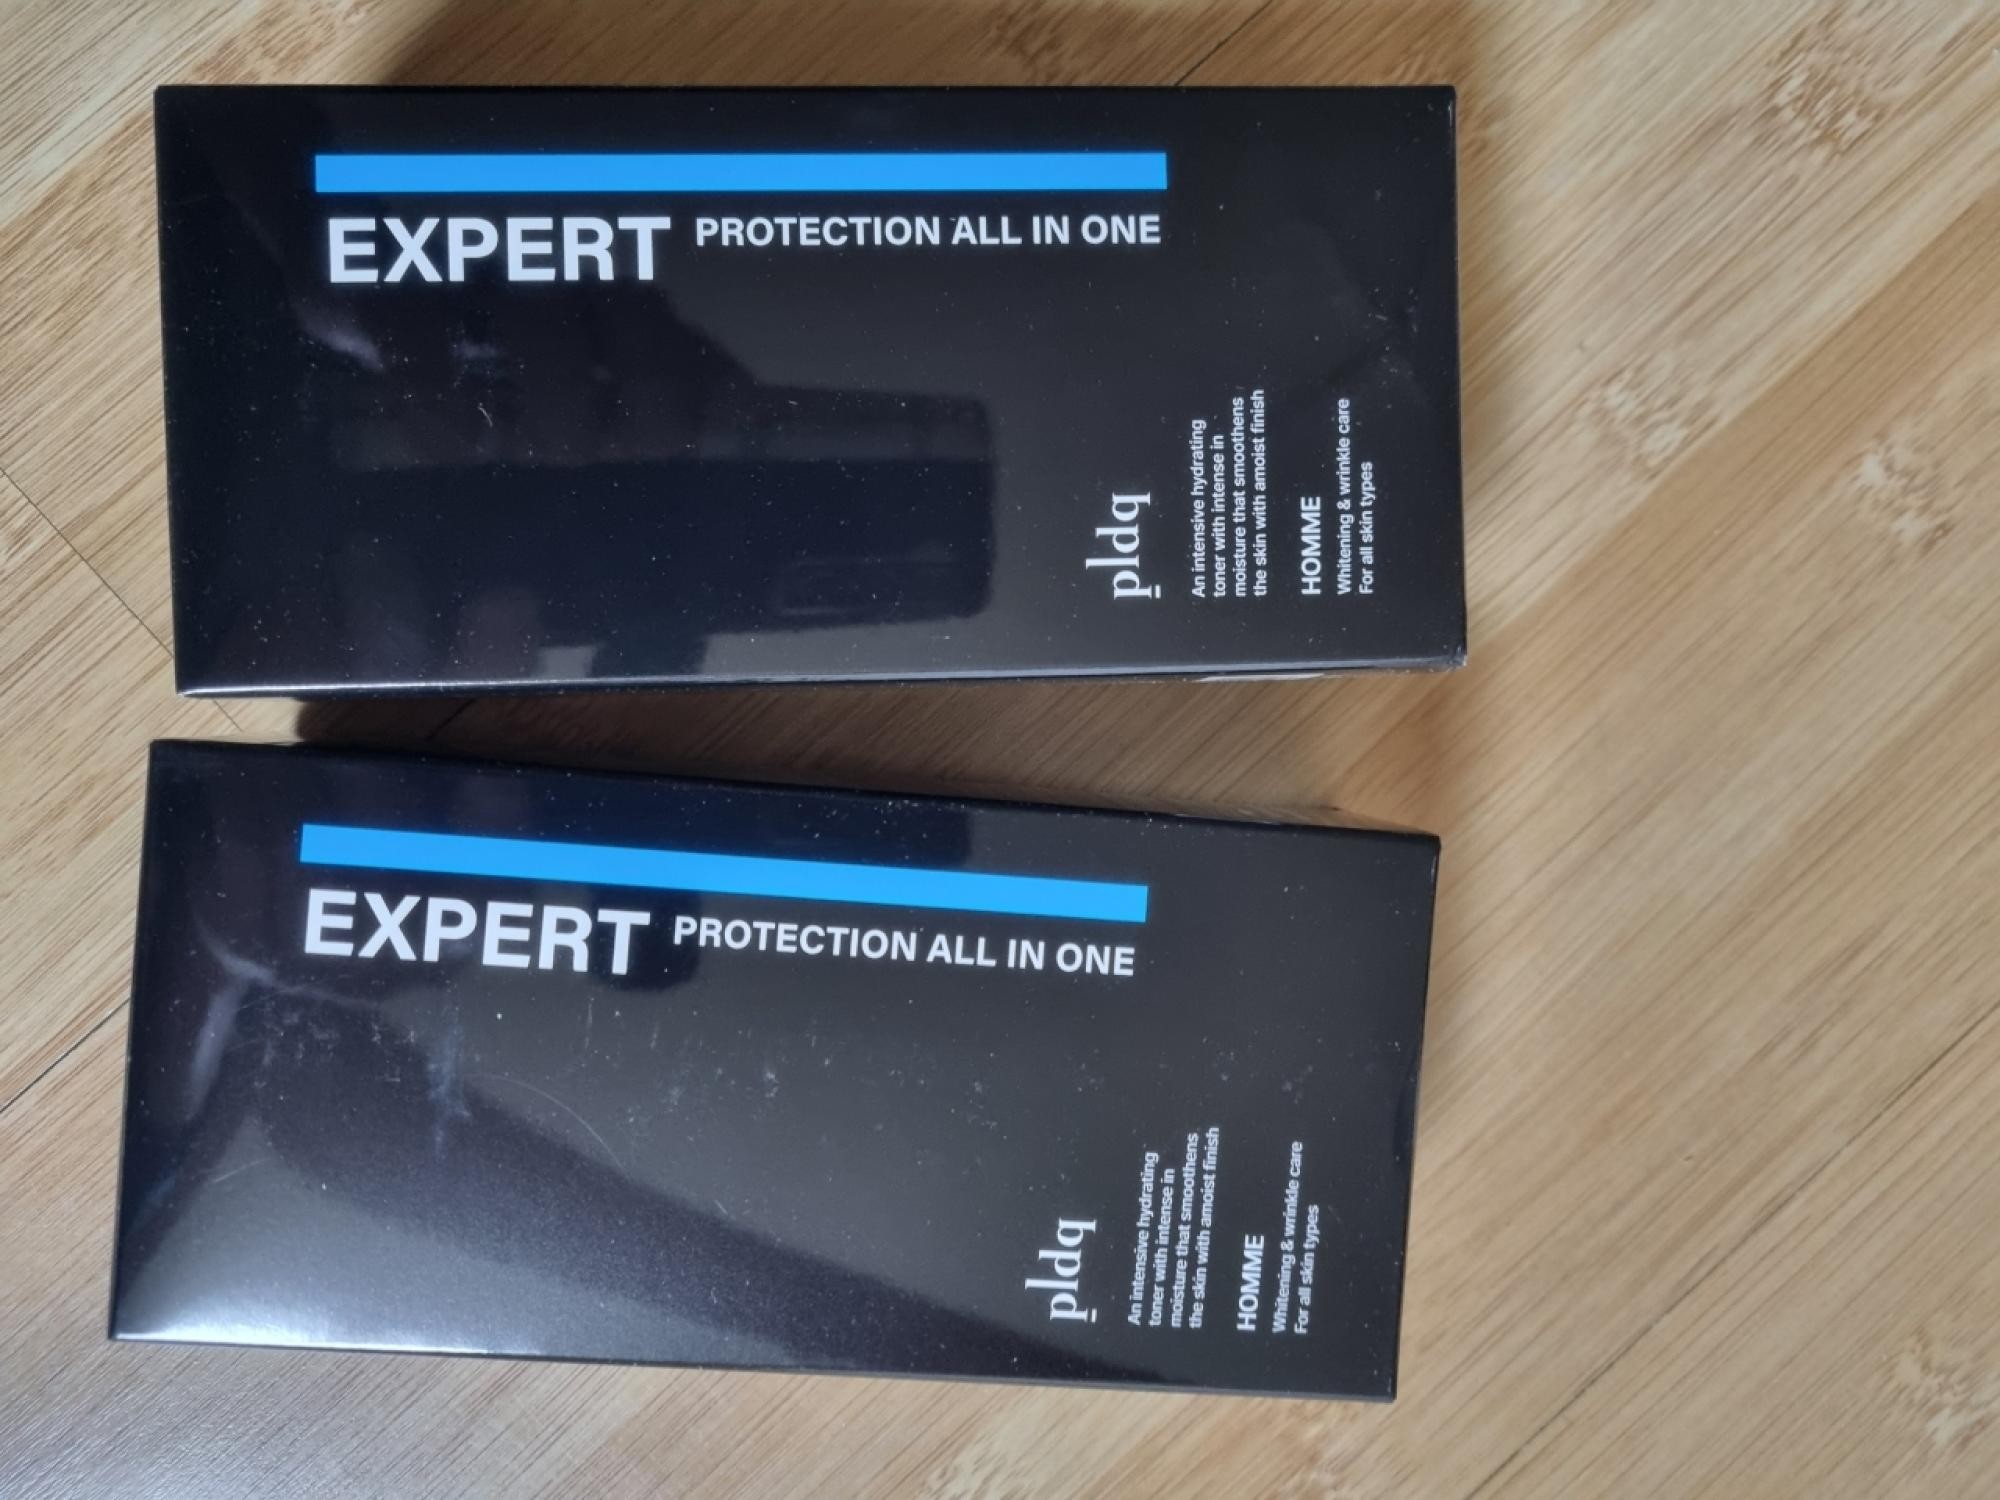 EXPERT PROTECTION ALL IN ONE
pldq
An intensive hydrating
toner with intense in
moisture that smoothens
the skin with amoist finish
HOMME
Whitening & wrinkle care
For all skin types
EXPERT PROTECTION ALL IN ONE
pldq
An intensive hydrating
toner with intense in
moisture that smoothens
the skin with amoist finish
HOMME
Whitening & wrinkle care
For all skin types